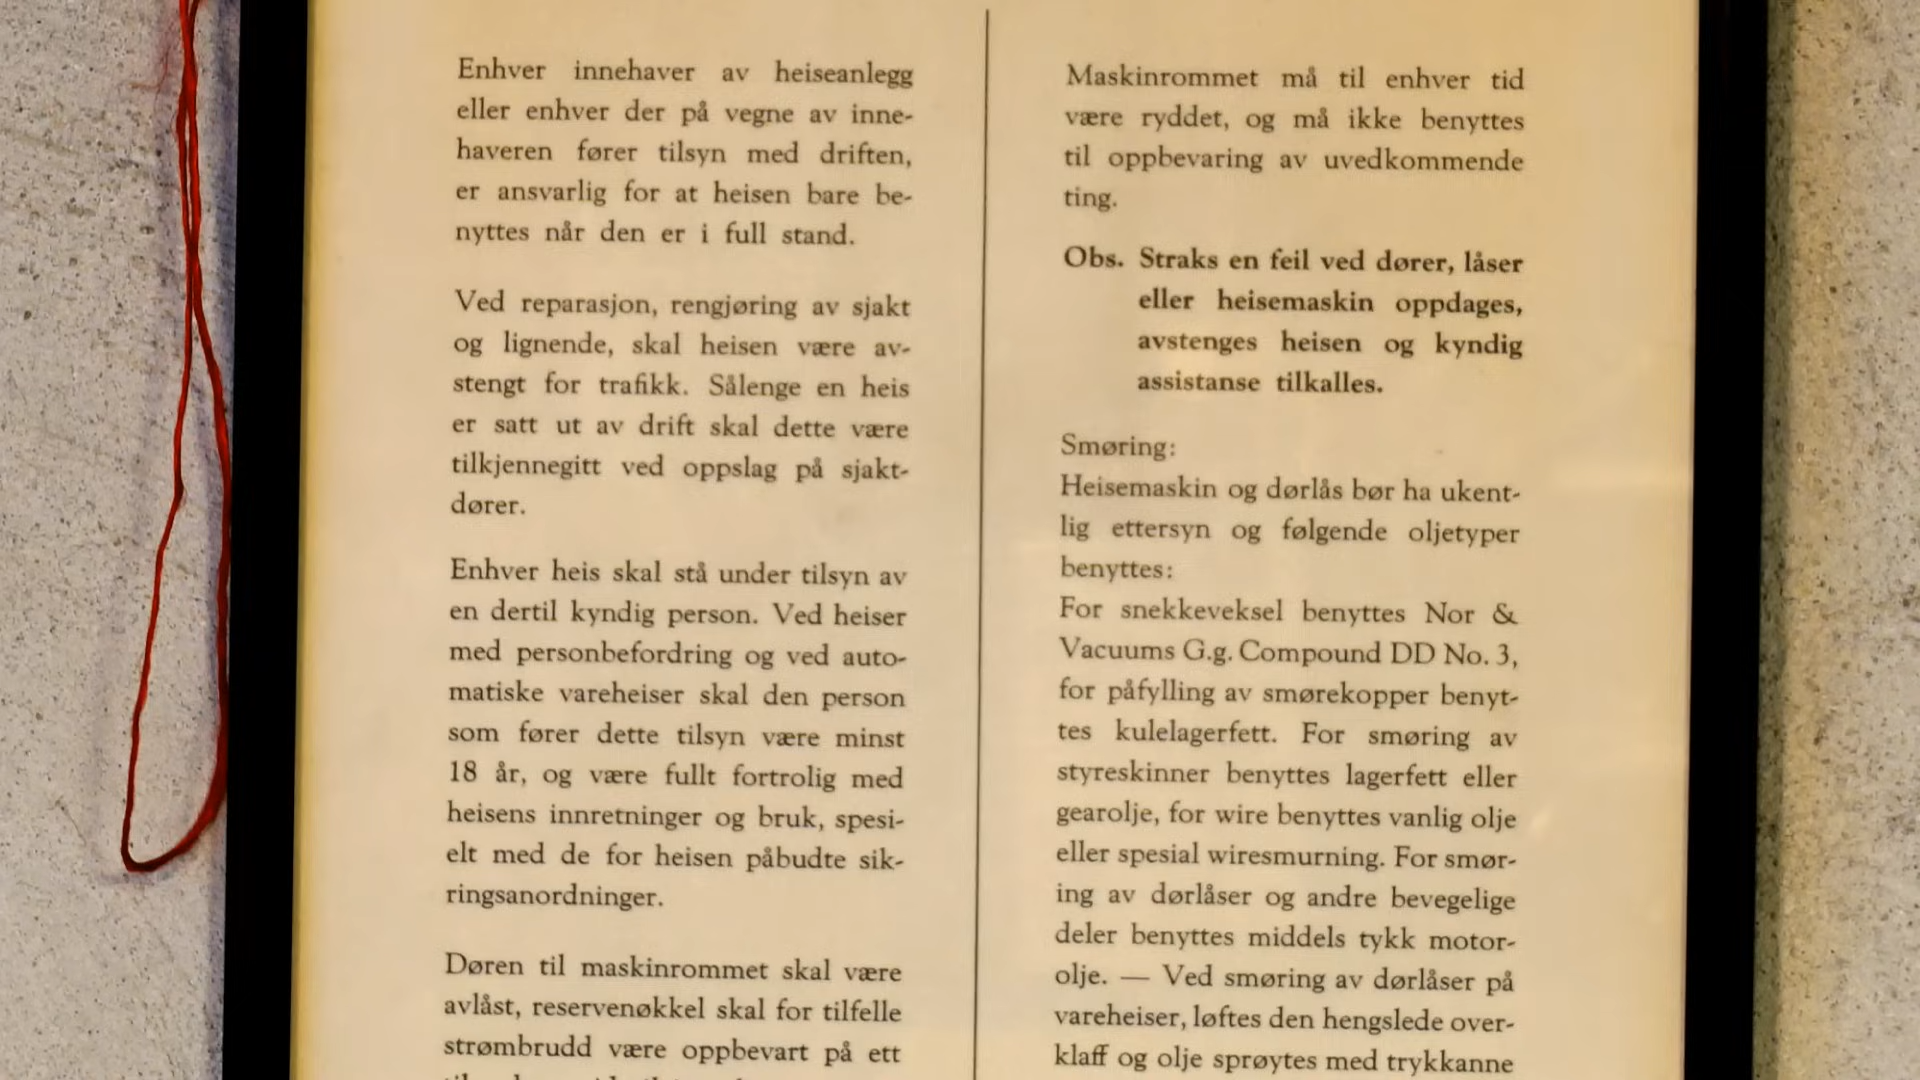 Enhver innehaver av heiseanlegg
eller enhver der på vegne av inne-
haveren fører tilsyn med driften,
er ansvarlig for at heisen bare be-
nyttes når den er i full stand.
Ved reparasjon, rengjøring av sjakt
og lignende, skal heisen være av-
stengt for trafikk. Sålenge en heis
er satt ut av drift skal dette være
tilkjennegitt ved oppslag på sjakt-
dører.
Enhver heis skal stå under tilsyn av
en dertil kyndig person. Ved heiser
med personbefordring og ved auto-
matiske vareheiser skal den person
som fører dette tilsyn være minst
18 år, og være fullt fortrolig med
heisens innretninger og bruk, spesi-
elt med de for heisen påbudte sik-
ringsanordninger.
Døren til maskinrommet skal være
avlåst, reservenøkkel skal for tilfelle
strømbrudd være oppbevart på ett
Maskinrommet må til enhver tid
være ryddet, og må ikke benyttes
til oppbevaring av uvedkommende
ting.
Obs. Straks en feil ved dører, låser
eller heisemaskin oppdages,
avstenges heisen og kyndig
assistanse tilkalles.
Smøring:
Heisemaskin og dørlås bør ha ukent-
lig ettersyn og følgende oljetyper
benyttes:
For snekkeveksel benyttes Nor &
Vacuums G.g. Compound DD No. 3,
for påfylling av smørekopper benyt-
tes kulelagerfett. For smøring av
styreskinner benyttes lagerfett eller
gearolje, for wire benyttes vanlig olje
eller spesial wiresmurning. For smør-
ing av dørlåser og andre bevegelige
deler benyttes middels tykk motor-
olje. — Ved smøring av dørlåser på
vareheiser, løftes den hengslede over-
klaff og olje sprøytes med trykkanne